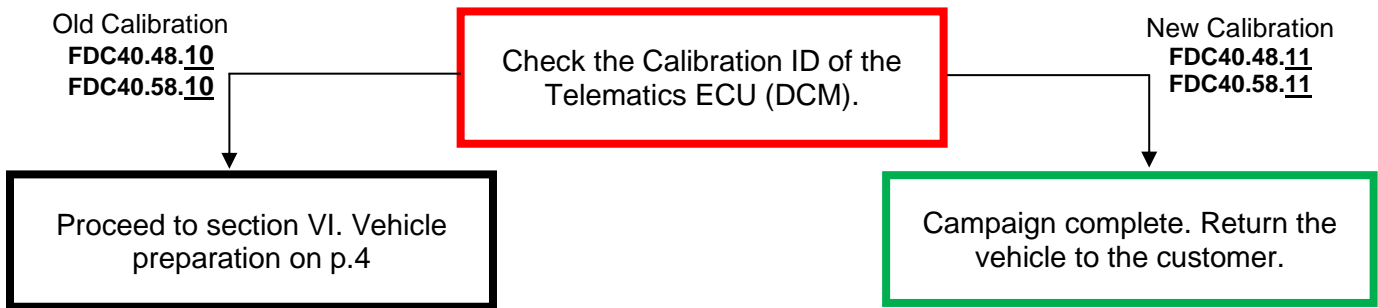 Old Calibration
FDC40.48.10
FDC40.58.10
Check the Calibration ID of the
Telematics ECU (DCM).
New Calibration
FDC40.48.11
FDC40.58.11
Proceed to section VI. Vehicle
preparation on p.4
Campaign complete. Return the
vehicle to the customer.